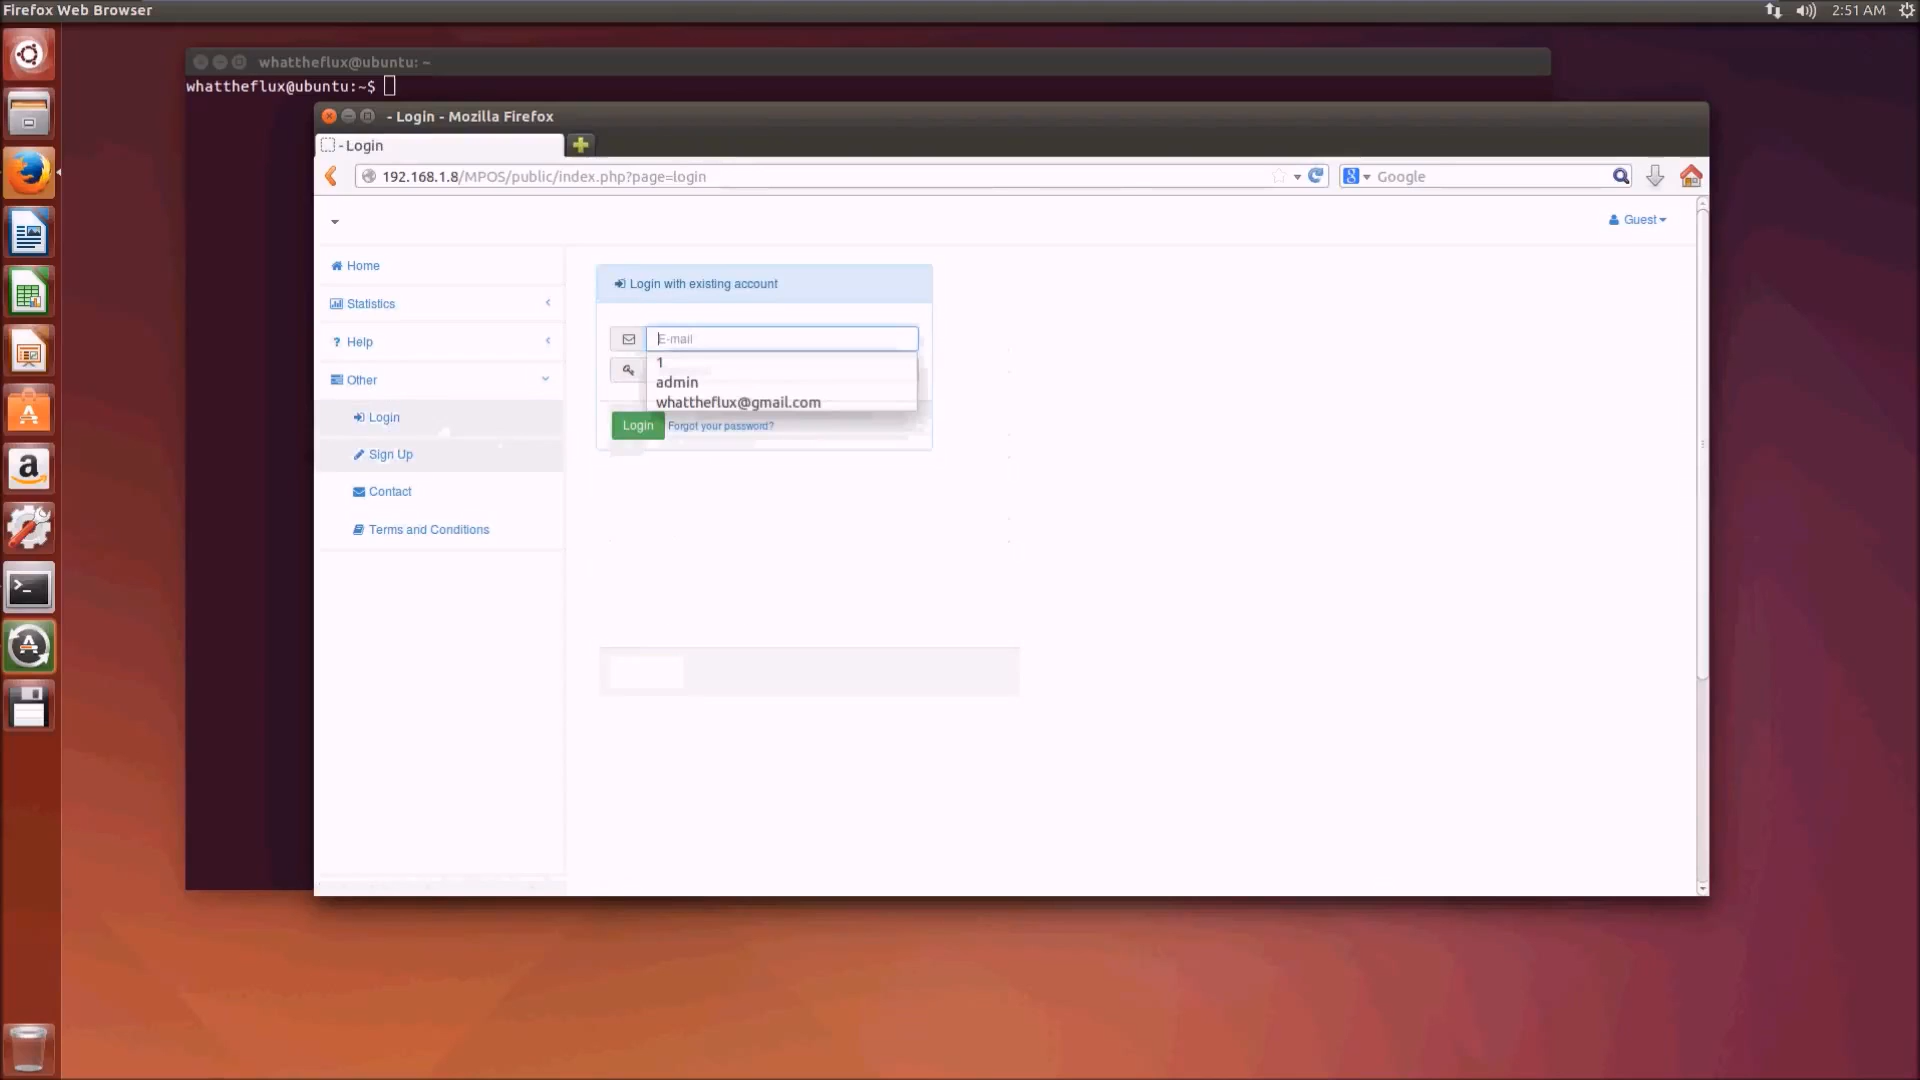 Firefox Web Browser
2:51 AM
whattheflux@ubuntu: ~
whattheflux@ubuntu:~$
- Login - Mozilla Firefox
- Login
192.168.1.8/MPOS/public/index.php?page=login
Google
Guest
Home
Statistics
Help
Other
Login
Sign Up
Contact
Terms and Conditions
Login with existing account
E-mail
1
admin
whattheflux@gmail.com
Login Forgot your password?